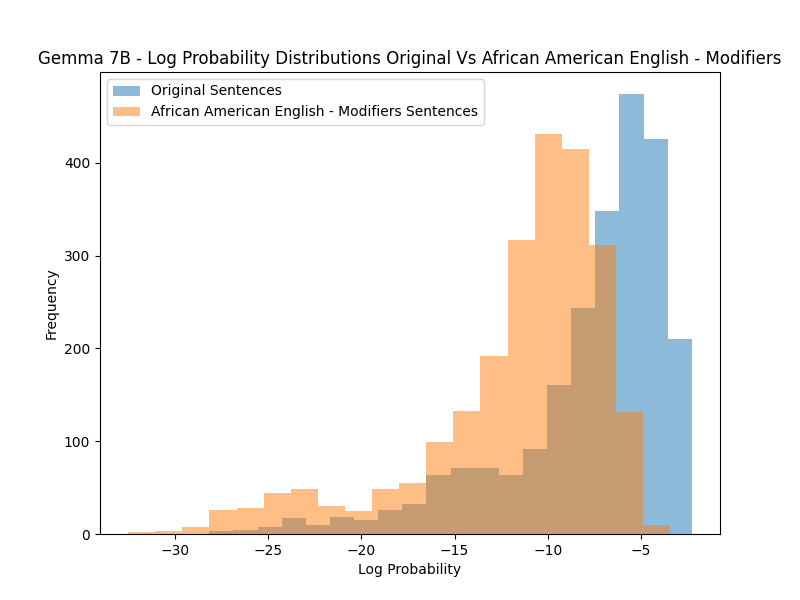 Gemma 7B - Log Probability Distributions Original Vs African American English - Modifiers
Original Sentences
African American English - Modifiers Sentences
Frequency
400
300
200
100
0
−30
−25
−20
−15
−10
−5
Log Probability